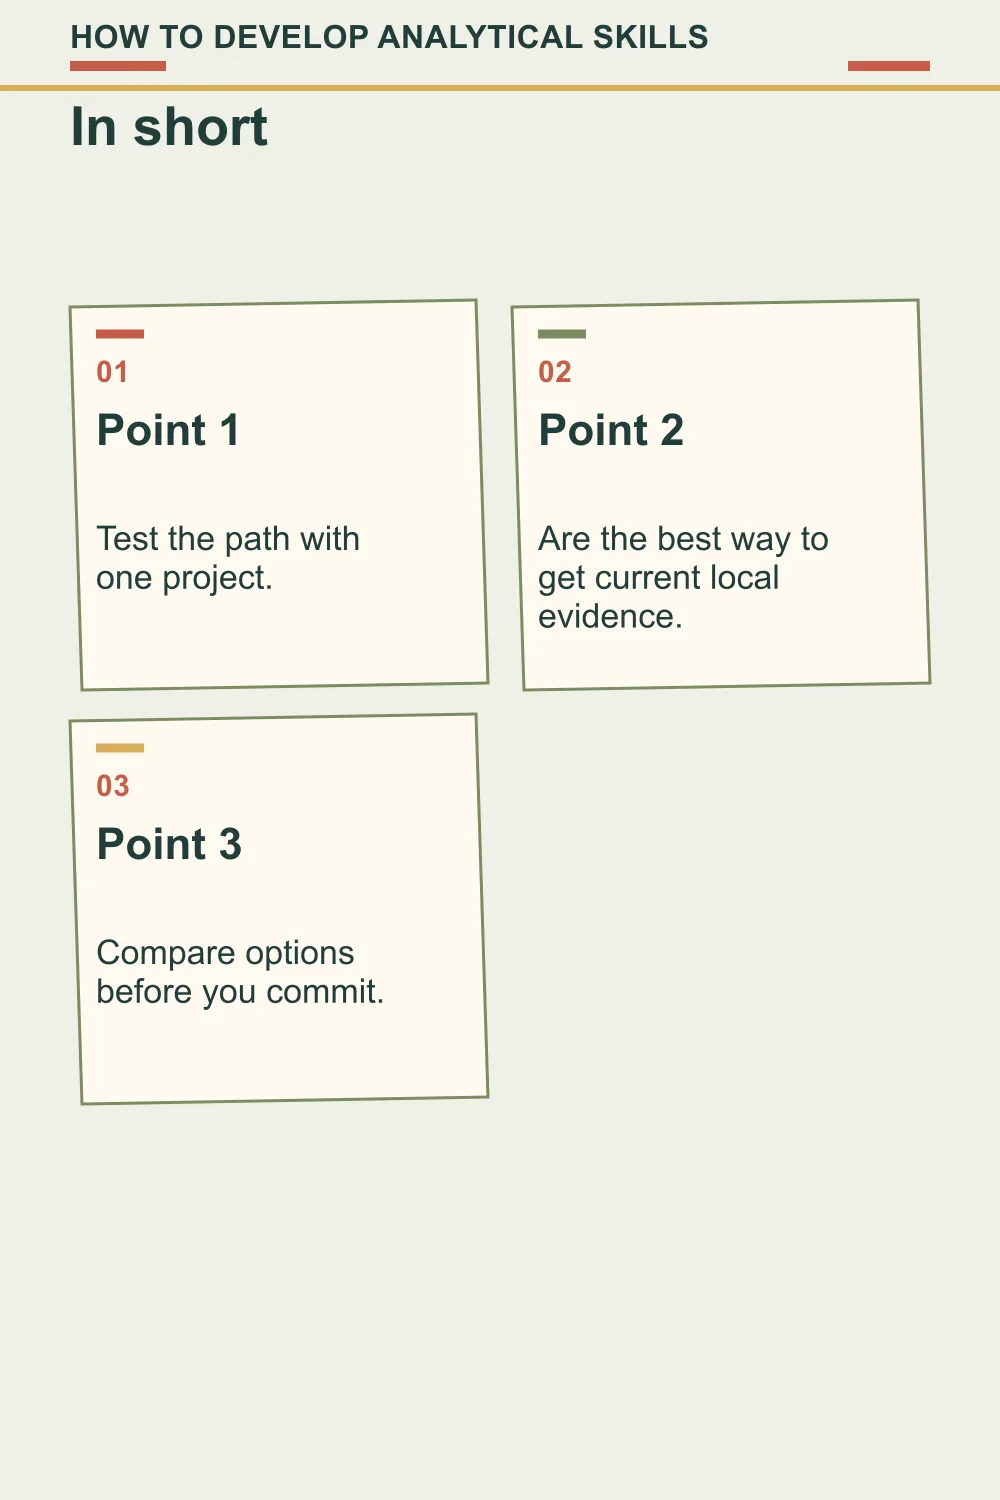 HOW TO DEVELOP ANALYTICAL SKILLS
In short
01
Point 1
Test the path with
one project.
02
Point 2
Are the best way to
get current local
evidence.
03
Point 3
Compare options
before you commit.